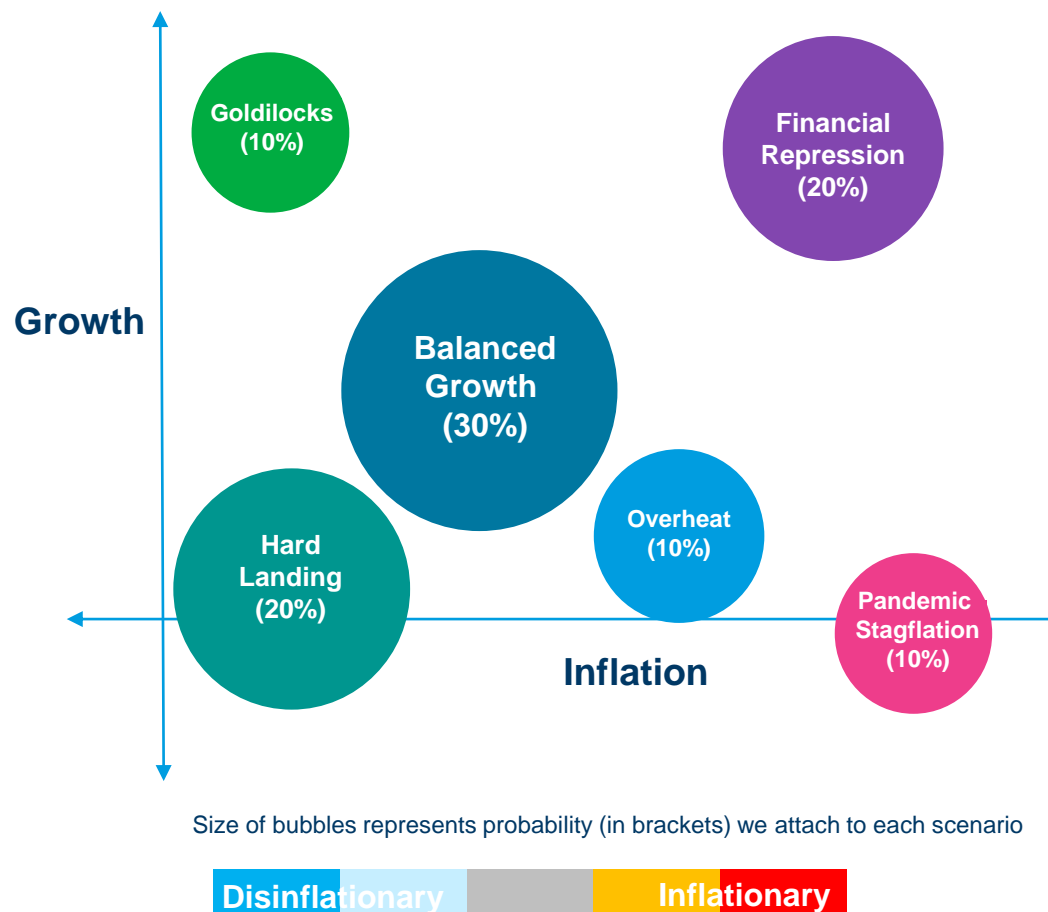 Goldilocks
(10%)
Financial
Repression
(20%)
Growth
Balanced
Growth
(30%)
Hard
Landing
(20%)
Overheat
(10%)
Pandemic
Stagflation
(10%)
Inflation
Size of bubbles represents probability (in brackets) we attach to each scenario
Disinflationary
Inflationary